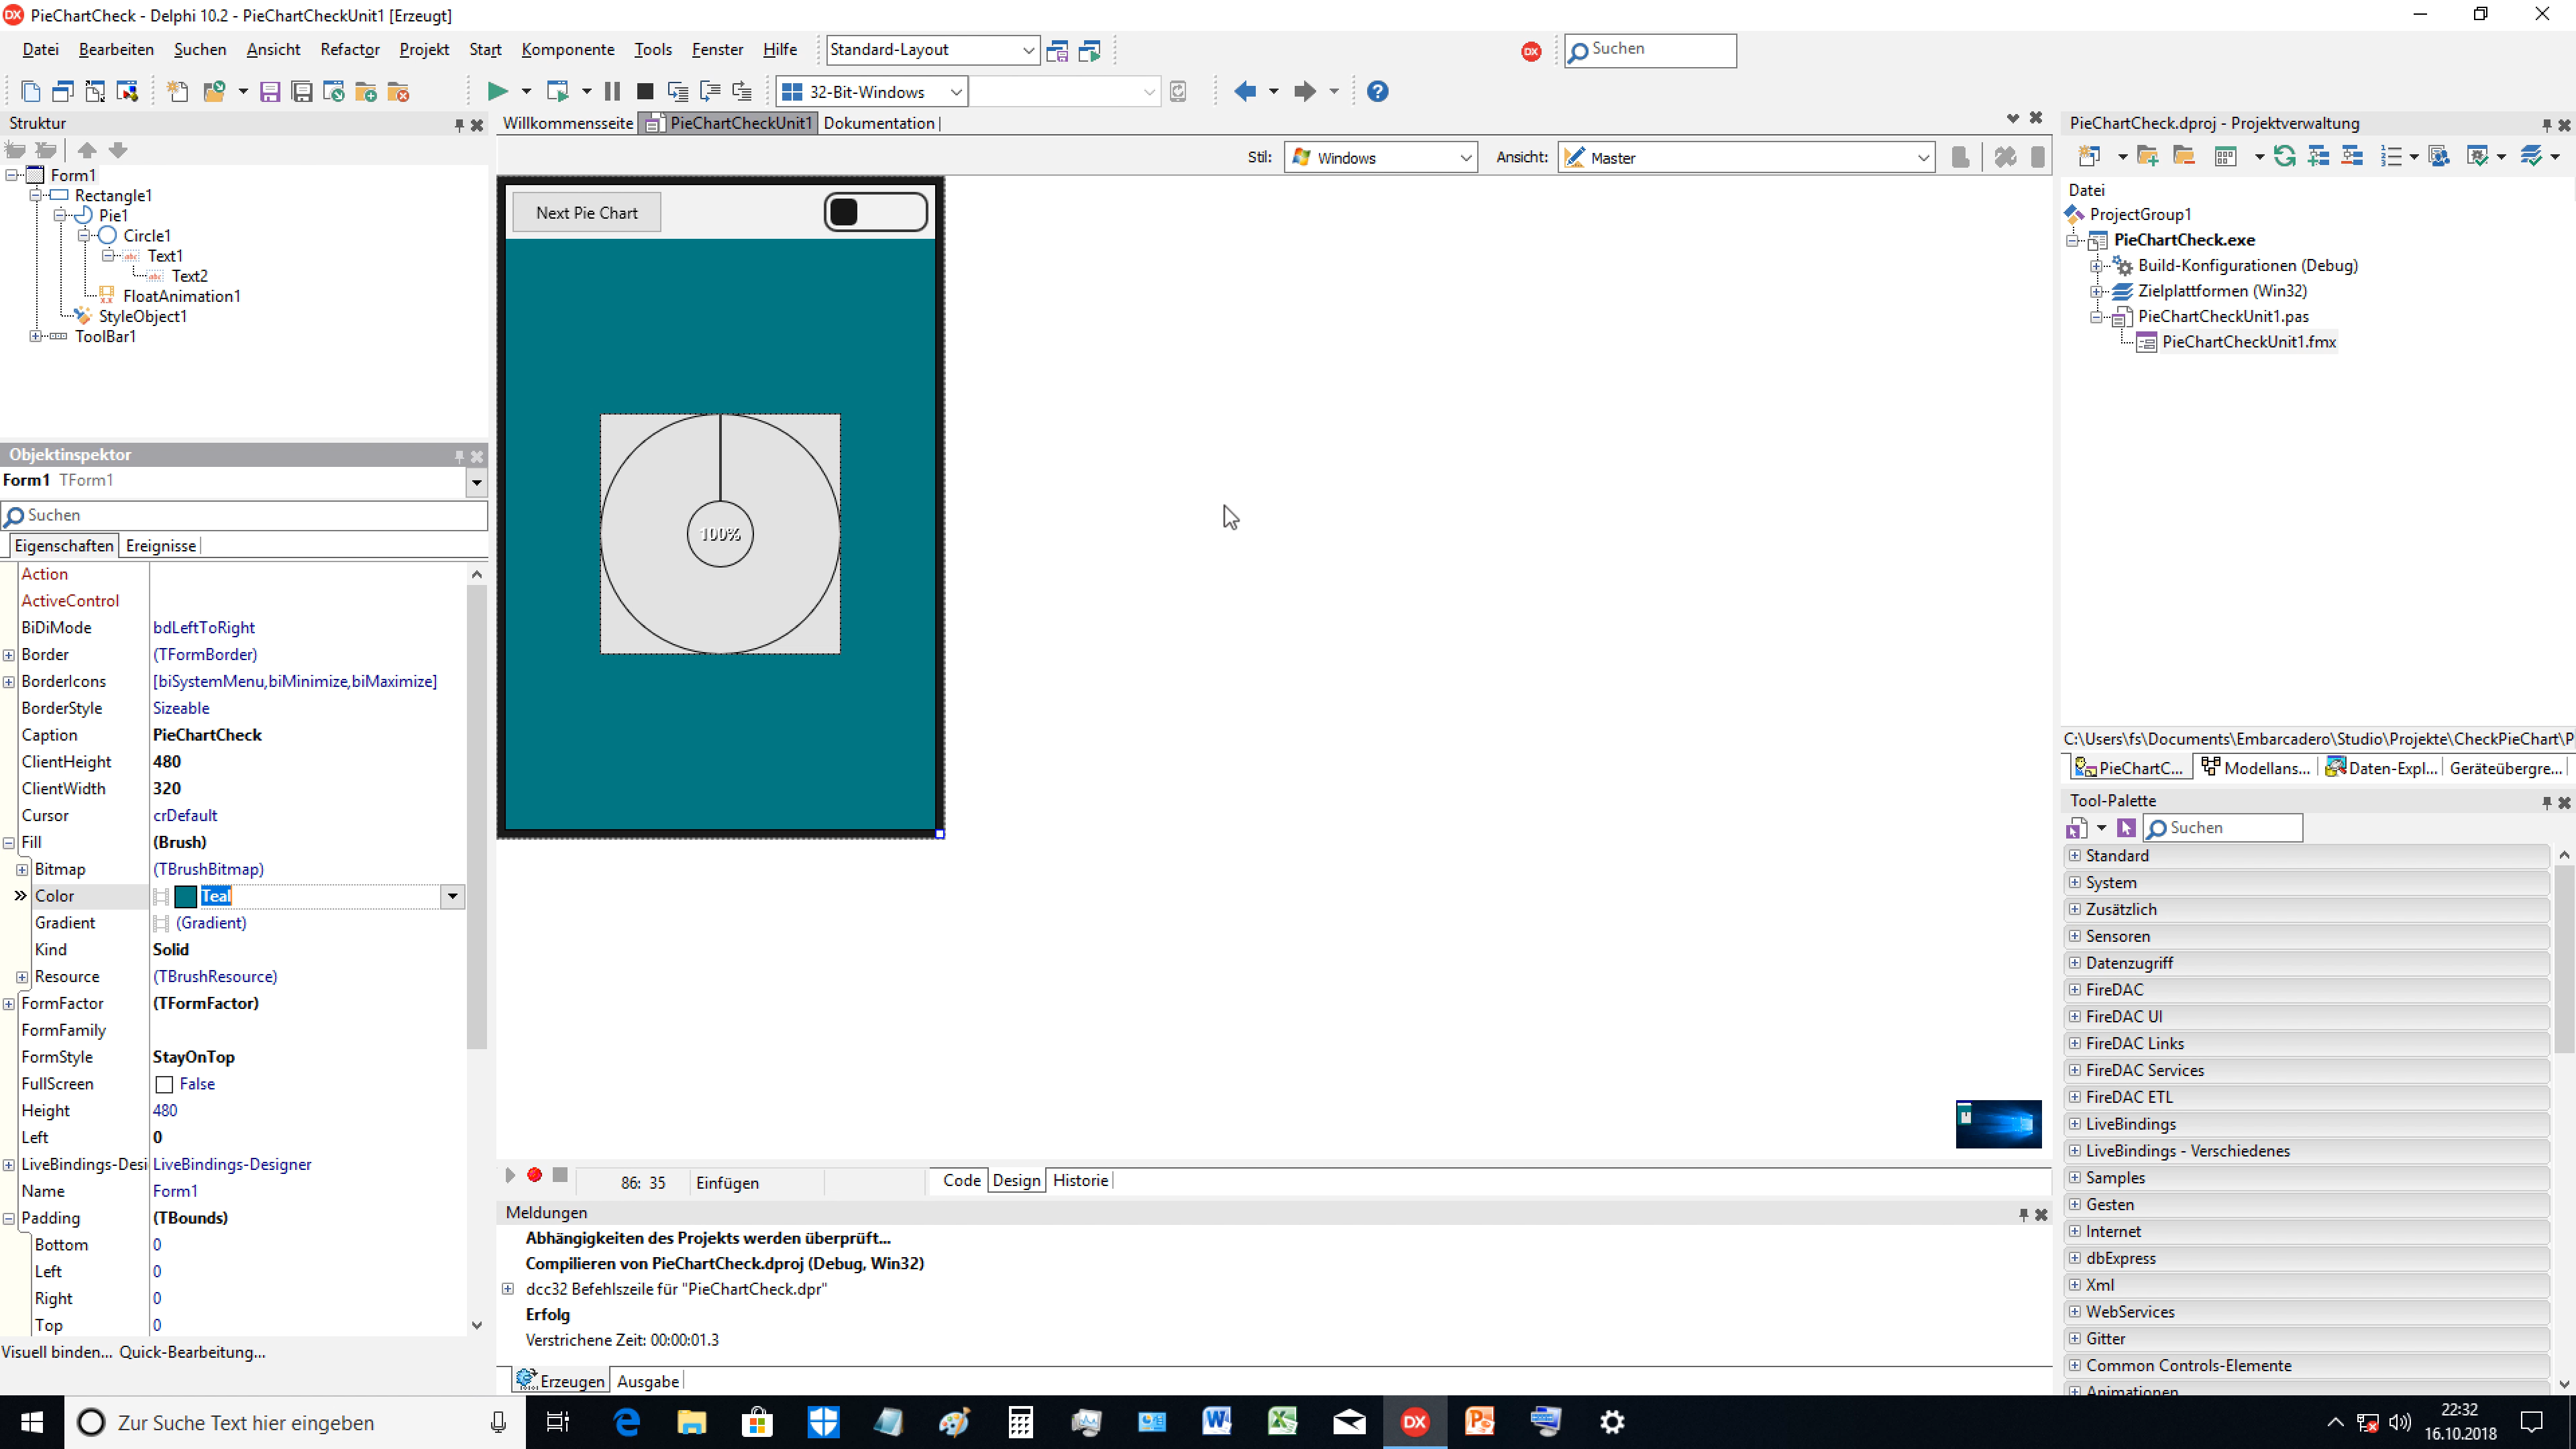 PieChartCheck - Delphi 10.2 - PieChartCheckUnit1 [Erzeugt]
Datei Bearbeiten Suchen Ansicht Refactor Projekt Start Komponente Tools Fenster Hilfe Standard-Layout Suchen
32-Bit-Windows
Struktur
Form1
Rectangle1
Pie1
Circle1
Text1
Text2
FloatAnimation1
StyleObject1
ToolBar1
Objektinspektor
Form1 TForm1
Suchen
Eigenschaften Ereignisse
Action
ActiveControl
BiDiMode bdLeftToRight
Border (TFormBorder)
BorderIcons [biSystemMenu,biMinimize,biMaximize]
BorderStyle Sizeable
Caption PieChartCheck
ClientHeight 480
ClientWidth 320
Cursor crDefault
Fill (Brush)
Bitmap (TBrushBitmap)
Color Teal
Gradient (Gradient)
Kind Solid
Resource (TBrushResource)
FormFactor (TFormFactor)
FormFamily
FormStyle StayOnTop
FullScreen False
Height 480
Left 0
LiveBindings-Desi LiveBindings-Designer
Name Form1
Padding (TBounds)
Bottom 0
Left 0
Right 0
Top 0
Visuell binden... Quick-Bearbeitung...
Willkommensseite PieChartCheckUnit1 Dokumentation
Stil: Windows Ansicht: Master
Next Pie Chart
100%
86: 35 Einfügen Code Design Historie
Meldungen
Abhängigkeiten des Projekts werden überprüft...
Compilieren von PieChartCheck.dproj (Debug, Win32)
dcc32 Befehlszeile für "PieChartCheck.dpr"
Erfolg
Verstrichene Zeit: 00:00:01.3
Erzeugen Ausgabe
PieChartCheck.dproj - Projektverwaltung
Datei
ProjectGroup1
PieChartCheck.exe
Build-Konfigurationen (Debug)
Zielplattformen (Win32)
PieChartCheckUnit1.pas
PieChartCheckUnit1.fmx
C:\Users\fs\Documents\Embarcadero\Studio\Projekte\CheckPieChart\P
PieChartC... Modellans... Daten-Expl... Geräteübergre...
Tool-Palette
Suchen
Standard
System
Zusätzlich
Sensoren
Datenzugriff
FireDAC
FireDAC UI
FireDAC Links
FireDAC Services
FireDAC ETL
LiveBindings
LiveBindings - Verschiedenes
Samples
Gesten
Internet
dbExpress
Xml
WebServices
Gitter
Common Controls-Elemente
Animationen
Zur Suche Text hier eingeben
22:32
16.10.2018